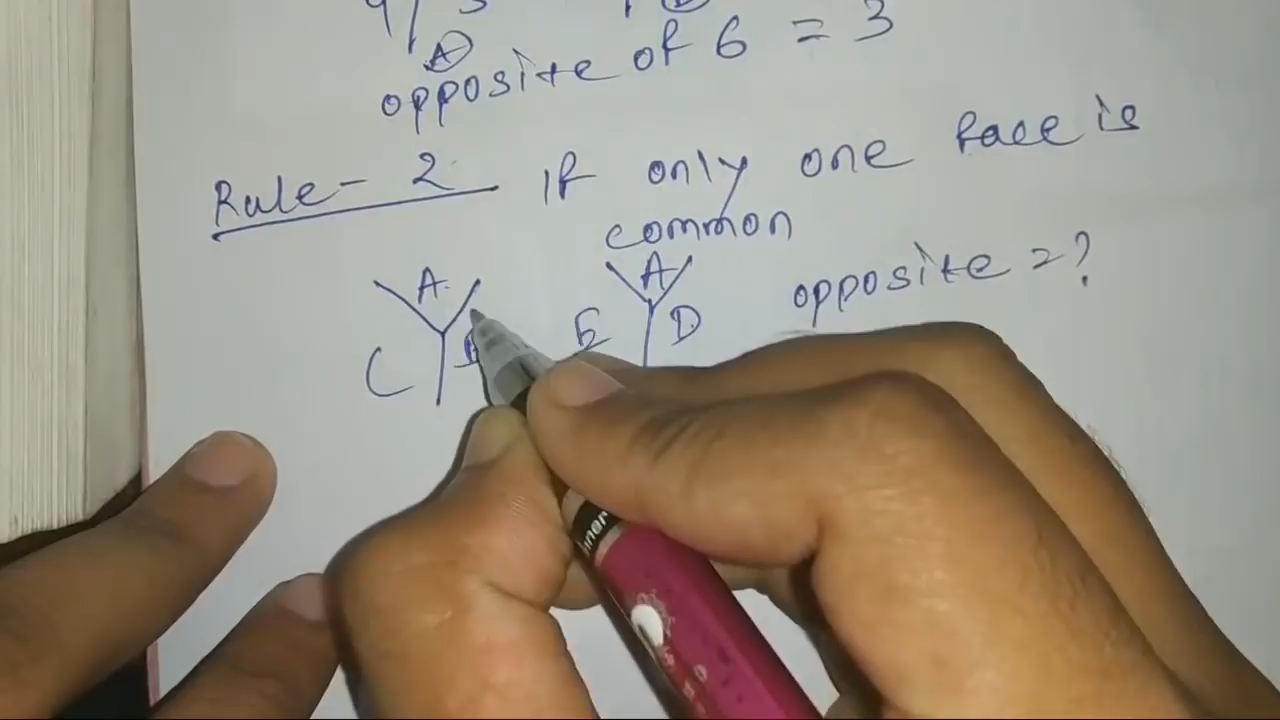 opposite of 6 = 3
Rule - 2 if only one face is
common
A A opposite = ?
C E D